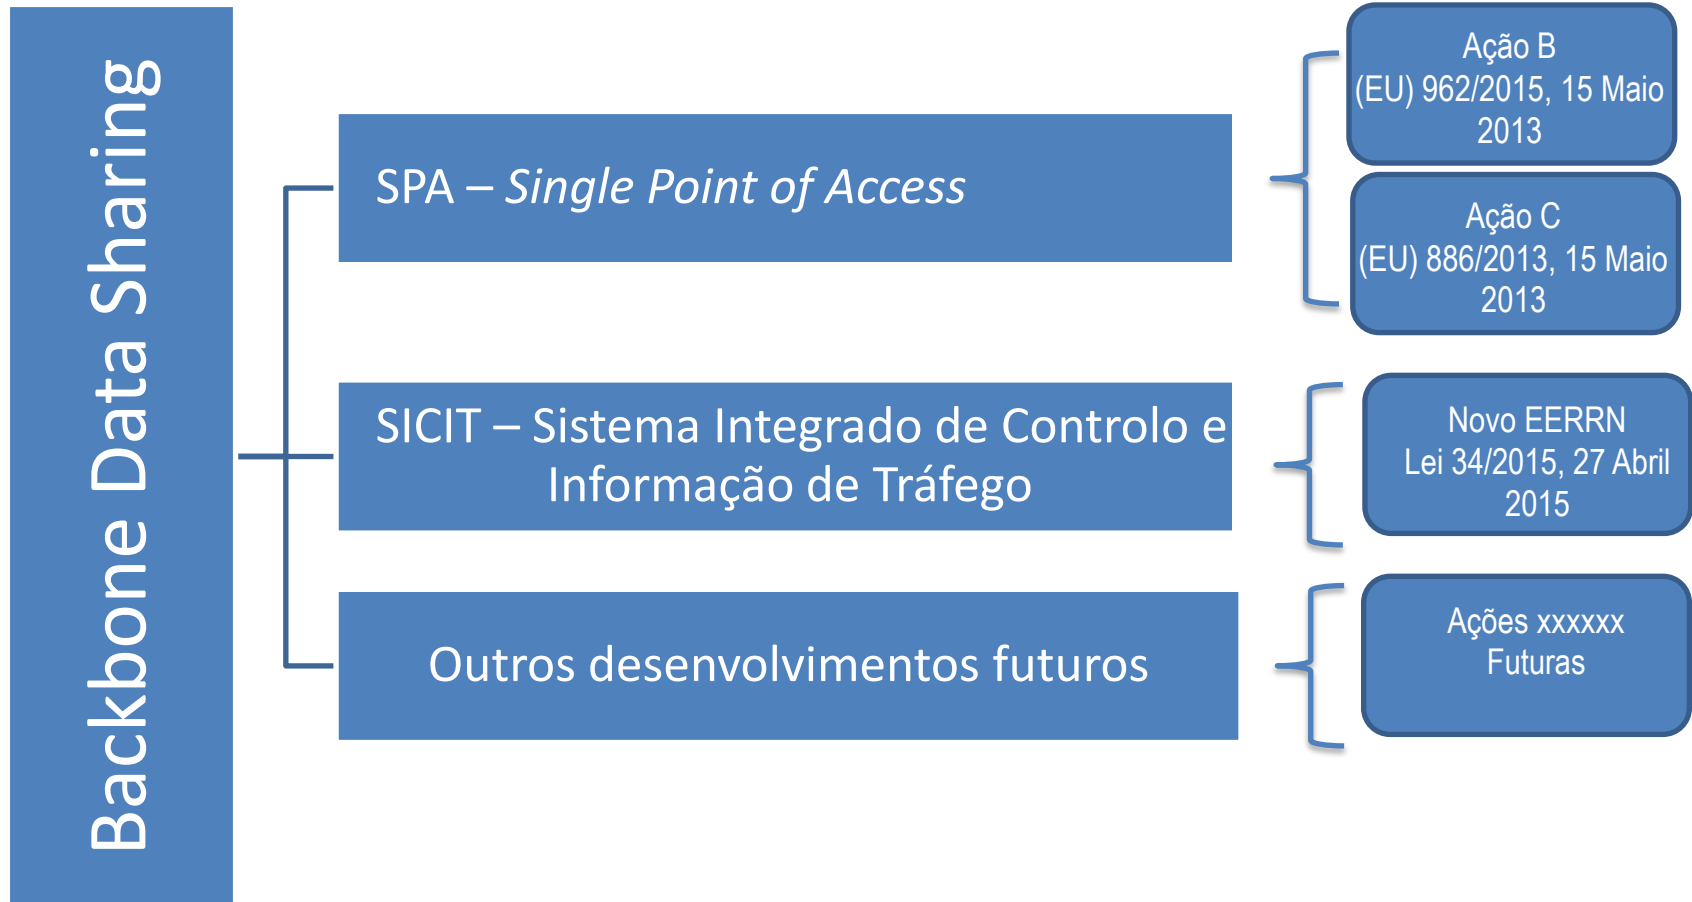 Backbone Data Sharing
SPA – Single Point of Access
Ação B
(EU) 962/2015, 15 Maio
2013
Ação C
(EU) 886/2013, 15 Maio
2013
SICIT – Sistema Integrado de Controlo e
Informação de Tráfego
Novo EERRN
Lei 34/2015, 27 Abril
2015
Outros desenvolvimentos futuros
Ações xxxxxx
Futuras